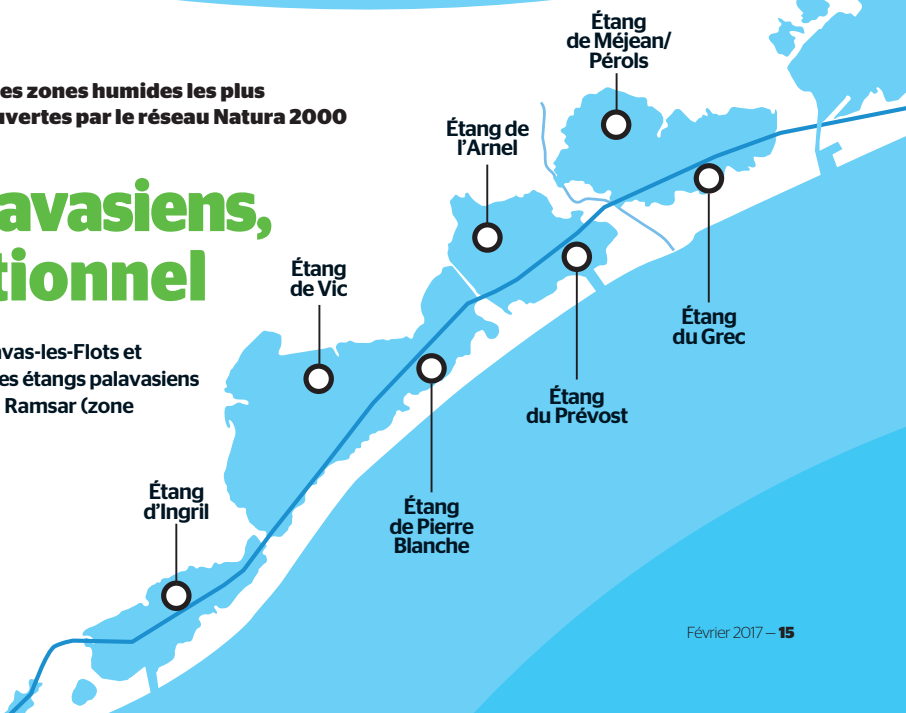 es zones humides les plus
uvertes par le réseau Natura 2000
avasiens,
tionnel
avas-les-Flots et
es étangs palavasiens
Ramsar (zone
Étang
de Méjean/
Pérols
Étang de
l'Arnel
Étang
de Vic
Étang
du Grec
Étang
du Prévost
Étang
d'Ingril
Étang
de Pierre
Blanche
Février 2017 – 15